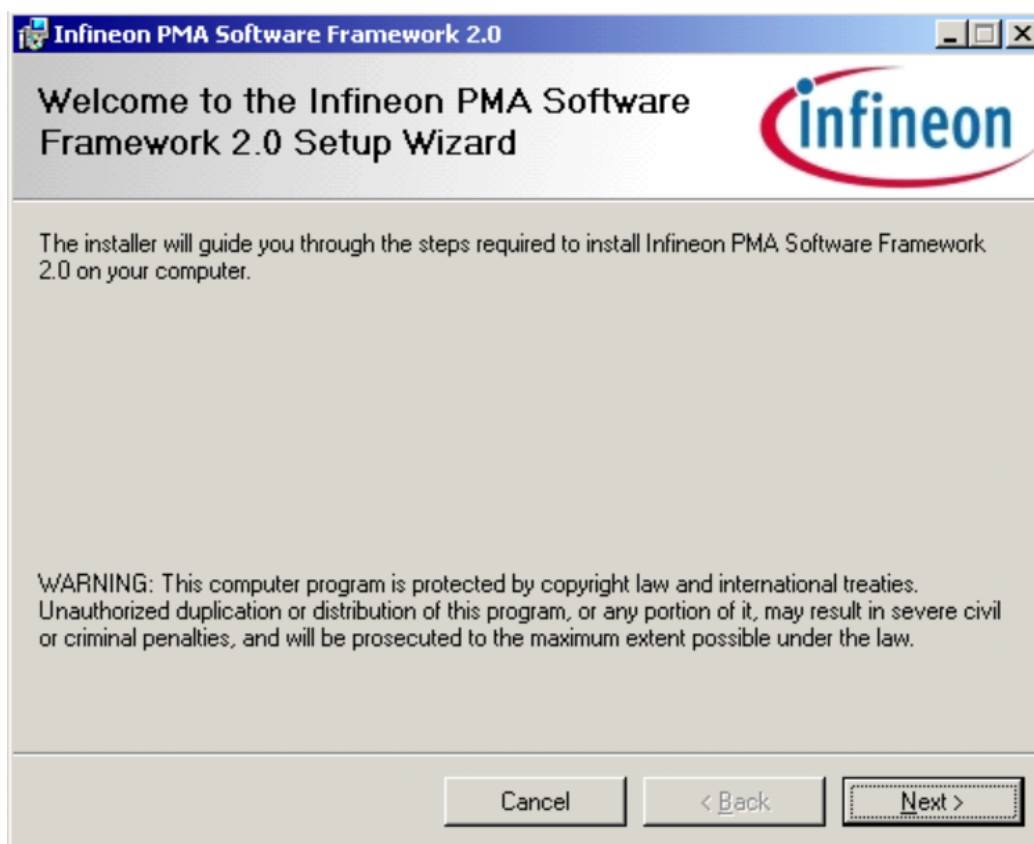 Infineon PMA Software Framework 2.0
Welcome to the Infineon PMA Software
Framework 2.0 Setup Wizard
infineon
The installer will guide you through the steps required to install Infineon PMA Software Framework
2.0 on your computer.
WARNING: This computer program is protected by copyright law and international treaties.
Unauthorized duplication or distribution of this program, or any portion of it, may result in severe civil
or criminal penalties, and will be prosecuted to the maximum extent possible under the law.
Cancel
< Back
Next >